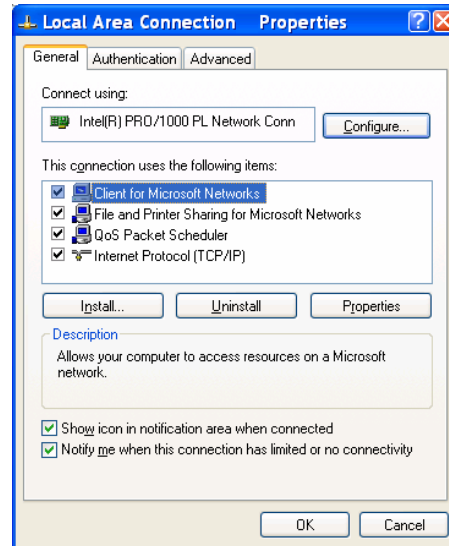 Local Area Connection Properties
General Authentication Advanced
Connect using:
Intel(R) PRO/1000 PL Network Conn
Configure...
This connection uses the following items:
Client for Microsoft Networks
File and Printer Sharing for Microsoft Networks
QoS Packet Scheduler
Internet Protocol (TCP/IP)
Install... Uninstall Properties
Description
Allows your computer to access resources on a Microsoft
network.
Show icon in notification area when connected
Notify me when this connection has limited or no connectivity
OK Cancel